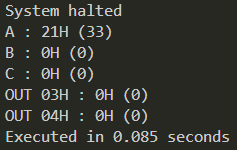 System halted
A : 21H (33)
B : 0H (0)
C : 0H (0)
OUT 03H : 0H (0)
OUT 04H : 0H (0)
Executed in 0.085 seconds